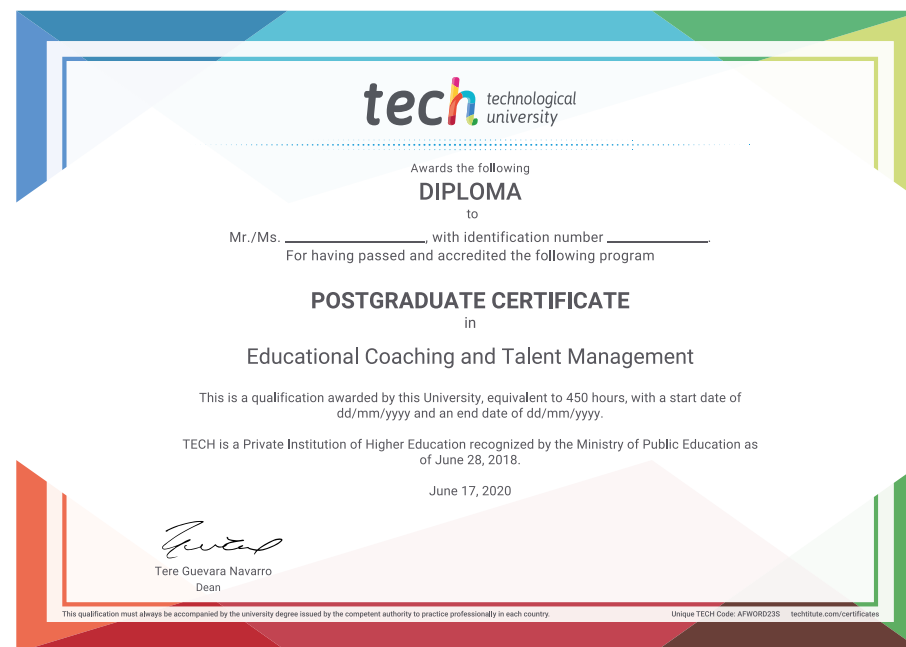 tech technological
university
Awards the following
DIPLOMA
to
Mr./Ms. ____________, with identification number ____________.
For having passed and accredited the following program
POSTGRADUATE CERTIFICATE
in
Educational Coaching and Talent Management
This is a qualification awarded by this University, equivalent to 450 hours, with a start date of
dd/mm/yyyy and an end date of dd/mm/yyyy.
TECH is a Private Institution of Higher Education recognized by the Ministry of Public Education as
of June 28, 2018.
June 17, 2020
Tere Guevara Navarro
Dean
This qualification must always be accompanied by the university degree issued by the competent authority to practice professionally in each country. Unique TECH Code: AFWORD23S techtitute.com/certificates